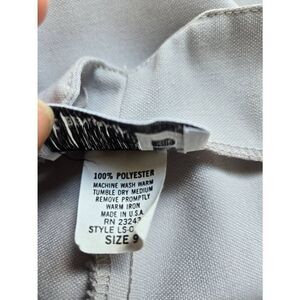 100% POLYESTER
MACHINE WASH WARM
TUMBLE DRY MEDIUM
REMOVE PROMPTLY
WARM IRON
MADE IN U.S.A.
RN 23243
STYLE LS-C
SIZE 9